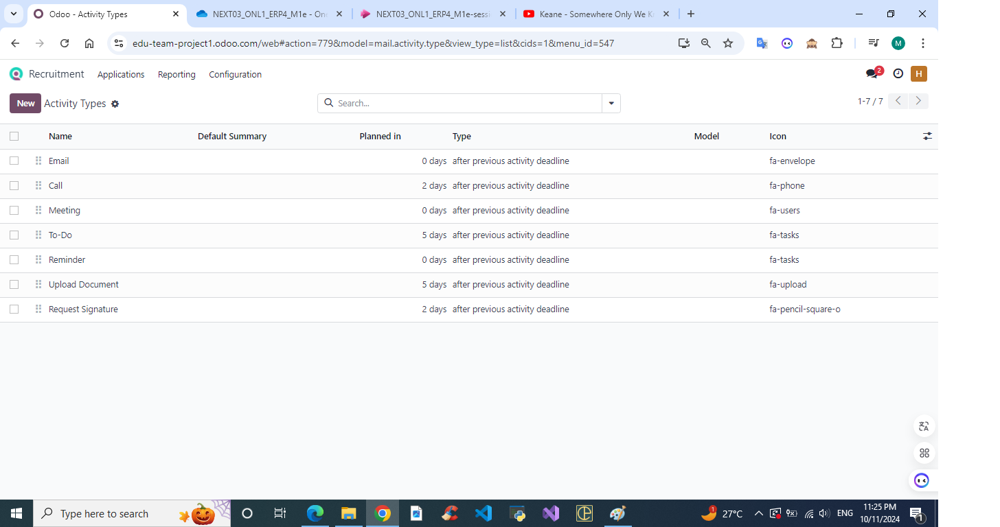 Odoo - Activity Types
NEXT03_ONL1_ERP4_M1e - One
NEXT03_ONL1_ERP4_M1e-sessi
Keane - Somewhere Only We K
edu-team-project1.odoo.com/web#action=779&model=mail.activity.type&view_type=list&cids=1&menu_id=547
M
Recruitment Applications Reporting Configuration
2
H
New Activity Types
Search...
1-7 / 7
Name Default Summary Planned in Type Model Icon
Email 0 days after previous activity deadline fa-envelope
Call 2 days after previous activity deadline fa-phone
Meeting 0 days after previous activity deadline fa-users
To-Do 5 days after previous activity deadline fa-tasks
Reminder 0 days after previous activity deadline fa-tasks
Upload Document 5 days after previous activity deadline fa-upload
Request Signature 2 days after previous activity deadline fa-pencil-square-o
Type here to search
1
27°C
ENG
11:25 PM
10/11/2024
1